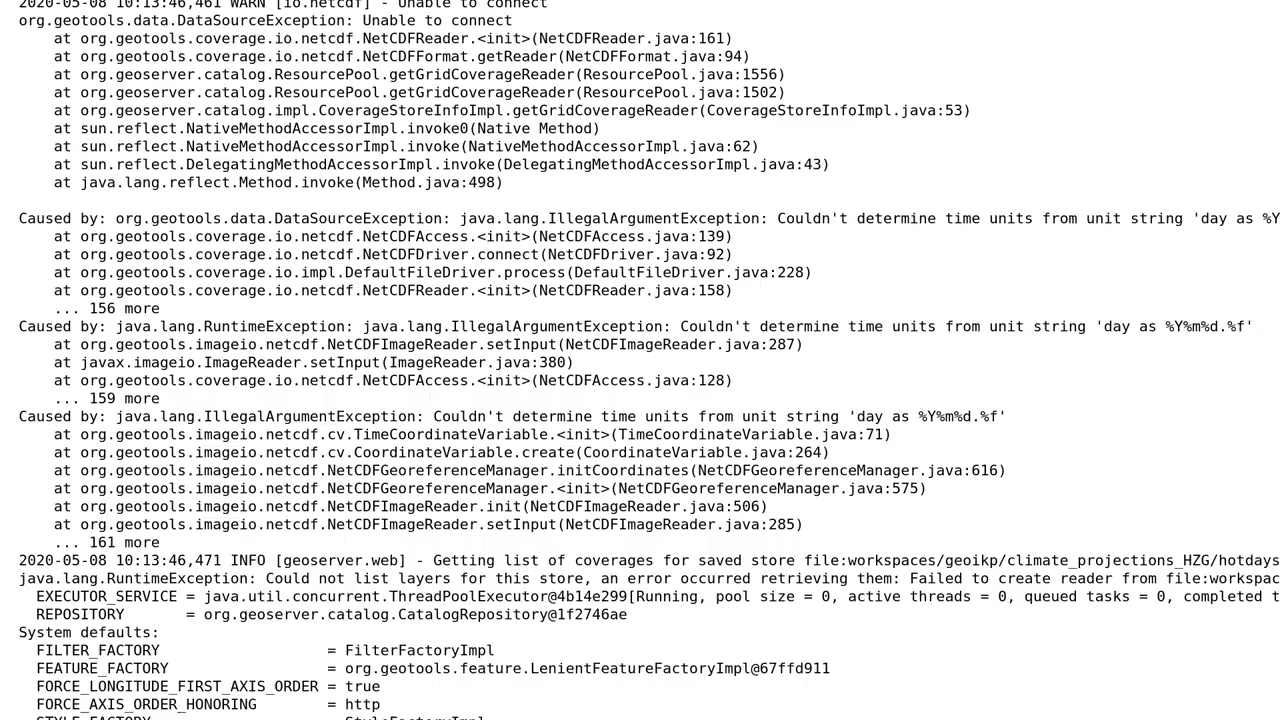 2020-05-08 10:13:46,461 WARN [io.netcdf] - Unable to connect
org.geotools.data.DataSourceException: Unable to connect
    at org.geotools.coverage.io.netcdf.NetCDFReader.<init>(NetCDFReader.java:161)
    at org.geotools.coverage.io.netcdf.NetCDFFormat.getReader(NetCDFFormat.java:94)
    at org.geoserver.catalog.ResourcePool.getGridCoverageReader(ResourcePool.java:1556)
    at org.geoserver.catalog.ResourcePool.getGridCoverageReader(ResourcePool.java:1502)
    at org.geoserver.catalog.impl.CoverageStoreInfoImpl.getGridCoverageReader(CoverageStoreInfoImpl.java:53)
    at sun.reflect.NativeMethodAccessorImpl.invoke0(Native Method)
    at sun.reflect.NativeMethodAccessorImpl.invoke(NativeMethodAccessorImpl.java:62)
    at sun.reflect.DelegatingMethodAccessorImpl.invoke(DelegatingMethodAccessorImpl.java:43)
    at java.lang.reflect.Method.invoke(Method.java:498)

Caused by: org.geotools.data.DataSourceException: java.lang.IllegalArgumentException: Couldn't determine time units from unit string 'day as %Y
    at org.geotools.coverage.io.netcdf.NetCDFAccess.<init>(NetCDFAccess.java:139)
    at org.geotools.coverage.io.netcdf.NetCDFDriver.connect(NetCDFDriver.java:92)
    at org.geotools.coverage.io.impl.DefaultFileDriver.process(DefaultFileDriver.java:228)
    at org.geotools.coverage.io.netcdf.NetCDFReader.<init>(NetCDFReader.java:158)
    ... 156 more
Caused by: java.lang.RuntimeException: java.lang.IllegalArgumentException: Couldn't determine time units from unit string 'day as %Y%m%d.%f'
    at org.geotools.imageio.netcdf.NetCDFImageReader.setInput(NetCDFImageReader.java:287)
    at javax.imageio.ImageReader.setInput(ImageReader.java:380)
    at org.geotools.coverage.io.netcdf.NetCDFAccess.<init>(NetCDFAccess.java:128)
    ... 159 more
Caused by: java.lang.IllegalArgumentException: Couldn't determine time units from unit string 'day as %Y%m%d.%f'
    at org.geotools.imageio.netcdf.cv.TimeCoordinateVariable.<init>(TimeCoordinateVariable.java:71)
    at org.geotools.imageio.netcdf.cv.CoordinateVariable.create(CoordinateVariable.java:264)
    at org.geotools.imageio.netcdf.NetCDFGeoreferenceManager.initCoordinates(NetCDFGeoreferenceManager.java:616)
    at org.geotools.imageio.netcdf.NetCDFGeoreferenceManager.<init>(NetCDFGeoreferenceManager.java:575)
    at org.geotools.imageio.netcdf.NetCDFImageReader.init(NetCDFImageReader.java:506)
    at org.geotools.imageio.netcdf.NetCDFImageReader.setInput(NetCDFImageReader.java:285)
    ... 161 more
2020-05-08 10:13:46,471 INFO [geoserver.web] - Getting list of coverages for saved store file:workspaces/geoikp/climate_projections_HZG/hotdays
java.lang.RuntimeException: Could not list layers for this store, an error occurred retrieving them: Failed to create reader from file:workspac
  EXECUTOR_SERVICE = java.util.concurrent.ThreadPoolExecutor@4b14e299[Running, pool size = 0, active threads = 0, queued tasks = 0, completed t
  REPOSITORY       = org.geoserver.catalog.CatalogRepository@1f2746ae
System defaults:
  FILTER_FACTORY                   = FilterFactoryImpl
  FEATURE_FACTORY                  = org.geotools.feature.LenientFeatureFactoryImpl@67ffd911
  FORCE_LONGITUDE_FIRST_AXIS_ORDER = true
  FORCE_AXIS_ORDER_HONORING        = http
  STYLE_FACTORY                    = StyleFactoryImpl